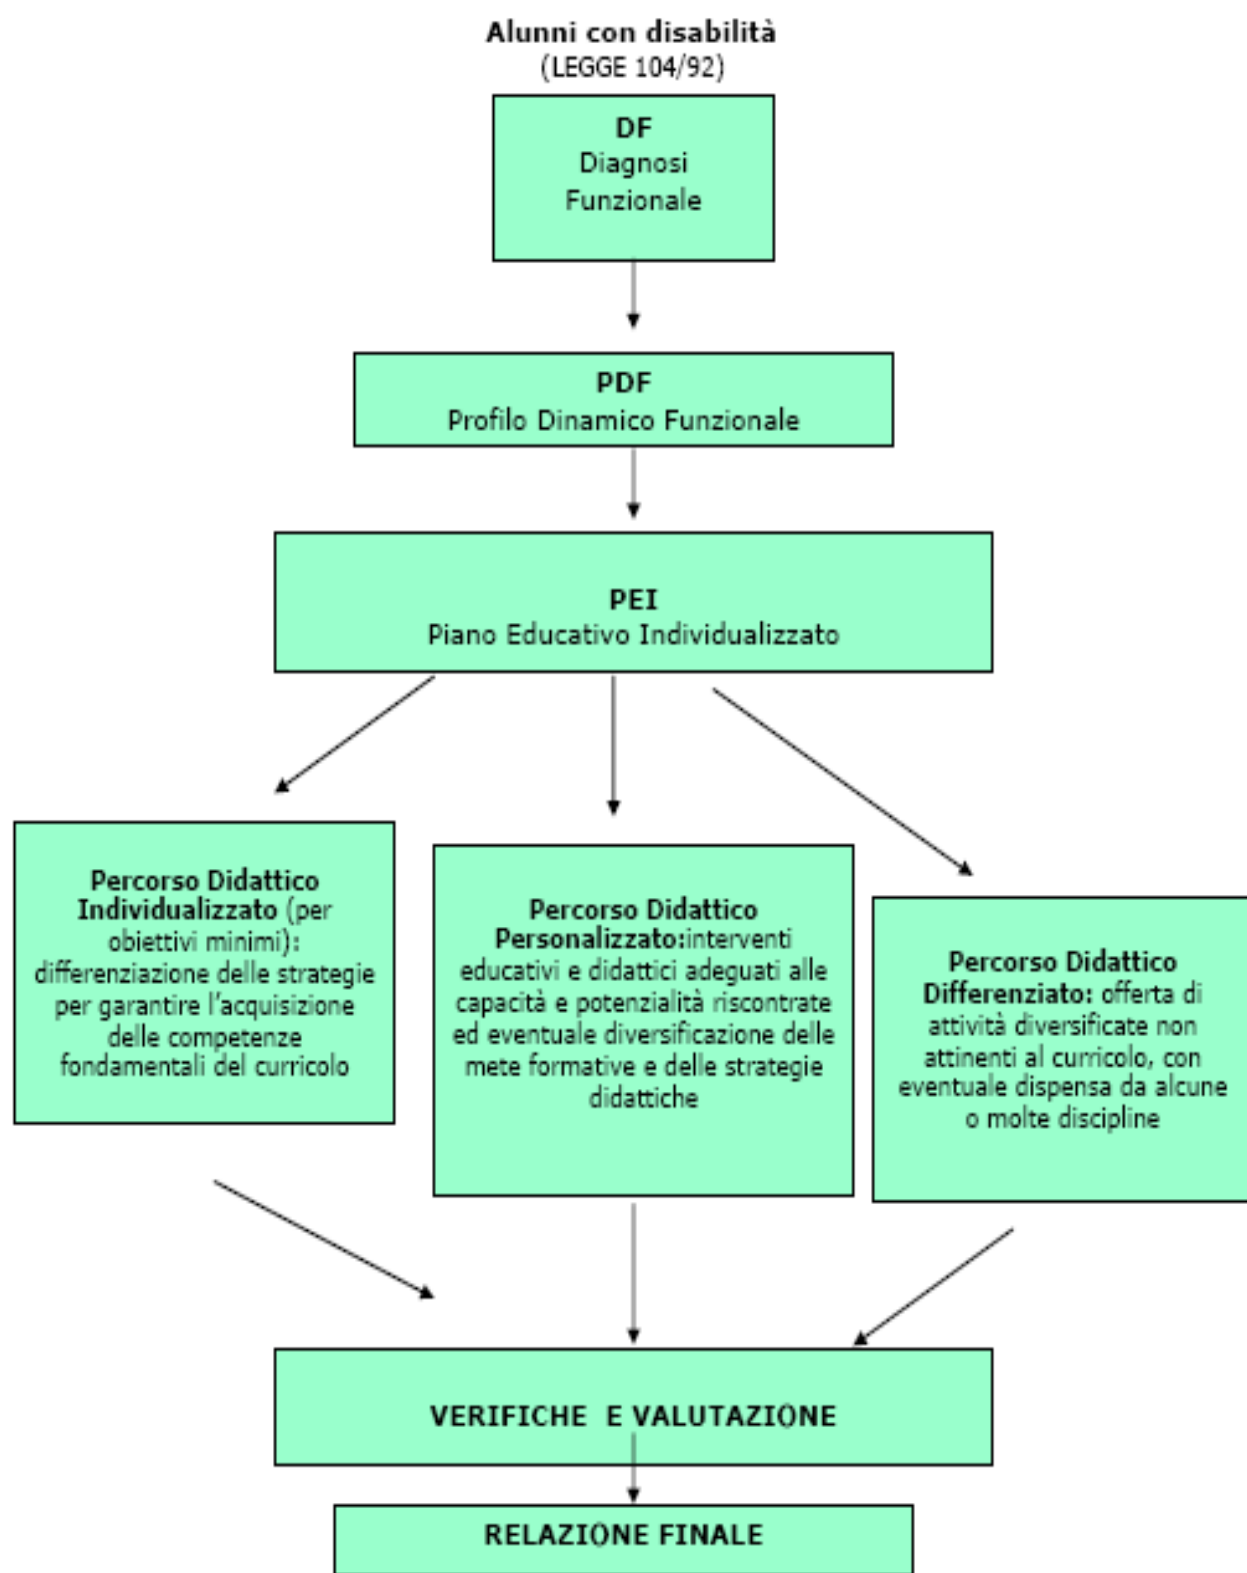 Alunni con disabilità
(LEGGE 104/92)
DF
Diagnosi
Funzionale
PDF
Profilo Dinamico Funzionale
PEI
Piano Educativo Individualizzato
Percorso Didattico
Individualizzato (per
obiettivi minimi):
differenziazione delle strategie
per garantire l'acquisizione
delle competenze
fondamentali del curricolo
Percorso Didattico
Personalizzato:interventi
educativi e didattici adeguati alle
capacità e potenzialità riscontrate
ed eventuale diversificazione delle
mete formative e delle strategie
didattiche
Percorso Didattico
Differenziato: offerta di
attività diversificate non
attinenti al curricolo, con
eventuale dispensa da alcune
o molte discipline
VERIFICHE E VALUTAZIONE
RELAZIONE FINALE